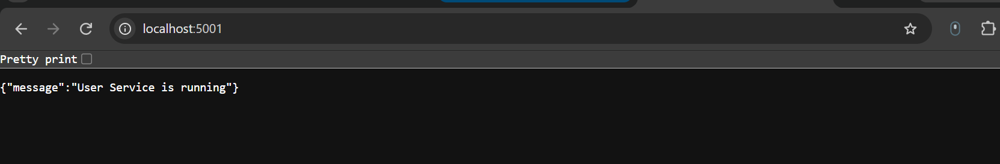 localhost:5001
Pretty print
{"message":"User Service is running"}